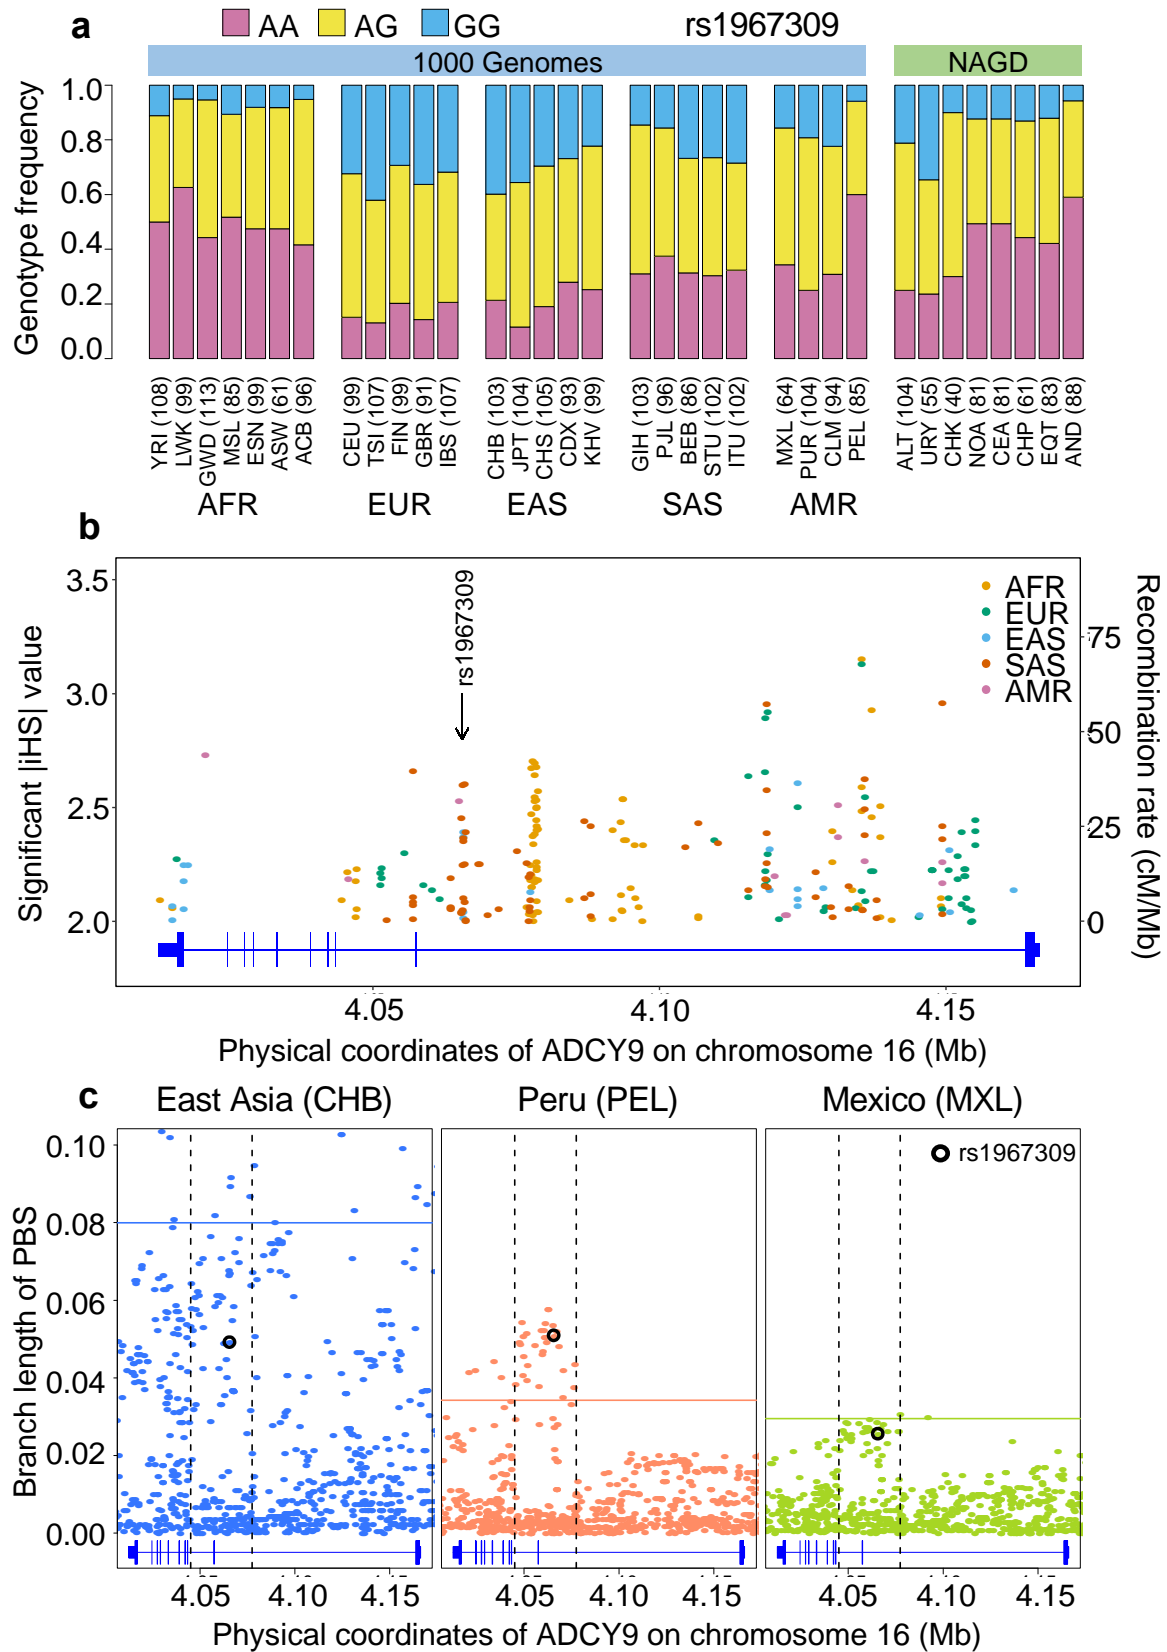 a
AA AG GG rs1967309
1000 Genomes NAGD
Genotype frequency
1.0
0.8
0.6
0.4
0.2
0.0
YRI (108)
LWK (99)
GWD (113)
MSL (85)
ESN (99)
ASW (61)
ACB (96)
CEU (99)
TSI (107)
FIN (99)
GBR (91)
IBS (107)
CHB (103)
JPT (104)
CHS (105)
CDX (93)
KHV (99)
GIH (103)
PJL (96)
BEB (86)
STU (102)
ITU (102)
MXL (64)
PUR (104)
CLM (94)
PEL (85)
ALT (104)
URY (55)
CHK (40)
NOA (81)
CEA (81)
CHP (61)
EQT (83)
AND (88)
AFR EUR EAS SAS AMR
b
Significant |iHS| value
3.5
3.0
2.5
2.0
rs1967309
AFR
EUR
EAS
SAS
AMR
75
50
25
0
Recombination rate (cM/Mb)
4.05 4.10 4.15
Physical coordinates of ADCY9 on chromosome 16 (Mb)
c
East Asia (CHB) Peru (PEL) Mexico (MXL)
rs1967309
Branch length of PBS
0.10
0.08
0.06
0.04
0.02
0.00
4.05 4.10 4.15 4.05 4.10 4.15 4.05 4.10 4.15
Physical coordinates of ADCY9 on chromosome 16 (Mb)